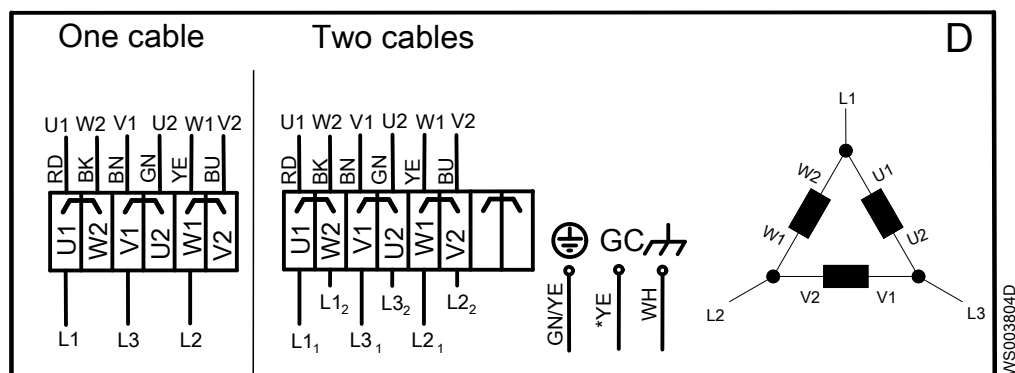 One cable
Two cables
D
U1 W2 V1 U2 W1 V2
RD BK BN GN YE BU
U1 W2 V1 U2 W1 V2
L1 L3 L2
U1 W2 V1 U2 W1 V2
RD BK BN GN YE BU
U1 W2 V1 U2 W1 V2
L1₂ L3₂ L2₂
L1₁ L3₁ L2₁
GC
GN/YE *YE WH
L1
W2 U1
W1 U2
V2 V1
L2 L3
WS003804D